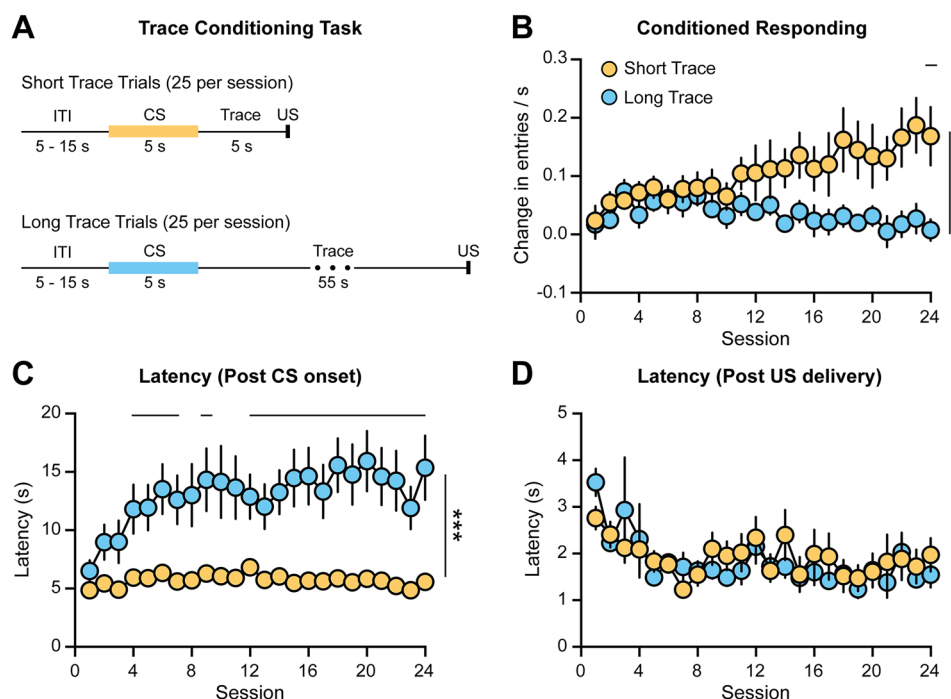 A
Trace Conditioning Task
Short Trace Trials (25 per session)
ITI CS Trace US
5 - 15 s 5 s 5 s
Long Trace Trials (25 per session)
ITI CS Trace US
5 - 15 s 5 s 55 s
B
Conditioned Responding
Short Trace
Long Trace
Change in entries / s
0.3
0.2
0.1
0.0
-0.1
0 4 8 12 16 20 24
Session
C
Latency (Post CS onset)
Latency (s)
20
15
10
5
0
***
0 4 8 12 16 20 24
Session
D
Latency (Post US delivery)
Latency (s)
5
4
3
2
1
0
0 4 8 12 16 20 24
Session